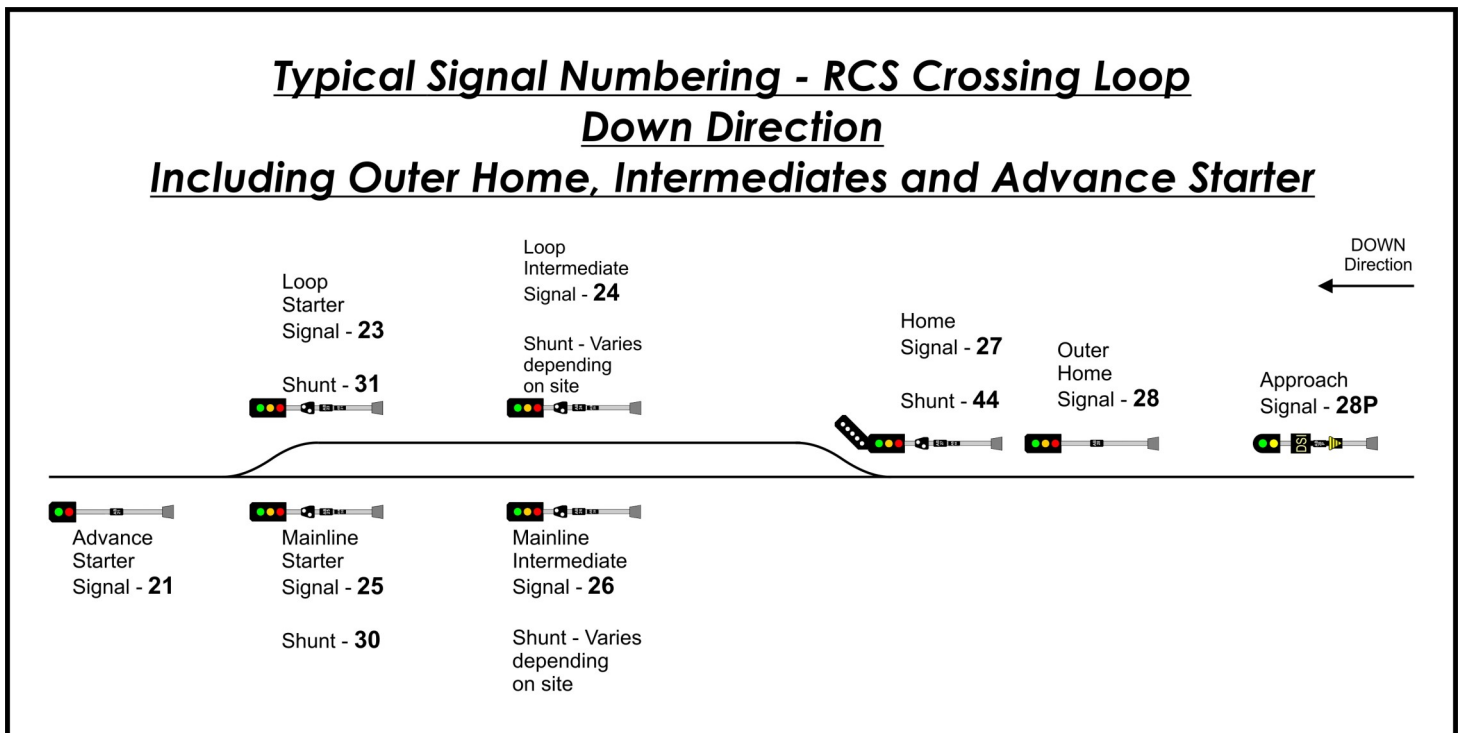 Typical Signal Numbering - RCS Crossing Loop
Down Direction
Including Outer Home, Intermediates and Advance Starter
Loop
Starter
Signal - 23
Shunt - 31
Loop
Intermediate
Signal - 24
Shunt - Varies
depending
on site
Home
Signal - 27
Shunt - 44
Outer
Home
Signal - 28
DOWN
Direction
Approach
Signal - 28P
DSI
Advance
Starter
Signal - 21
Mainline
Starter
Signal - 25
Shunt - 30
Mainline
Intermediate
Signal - 26
Shunt - Varies
depending
on site